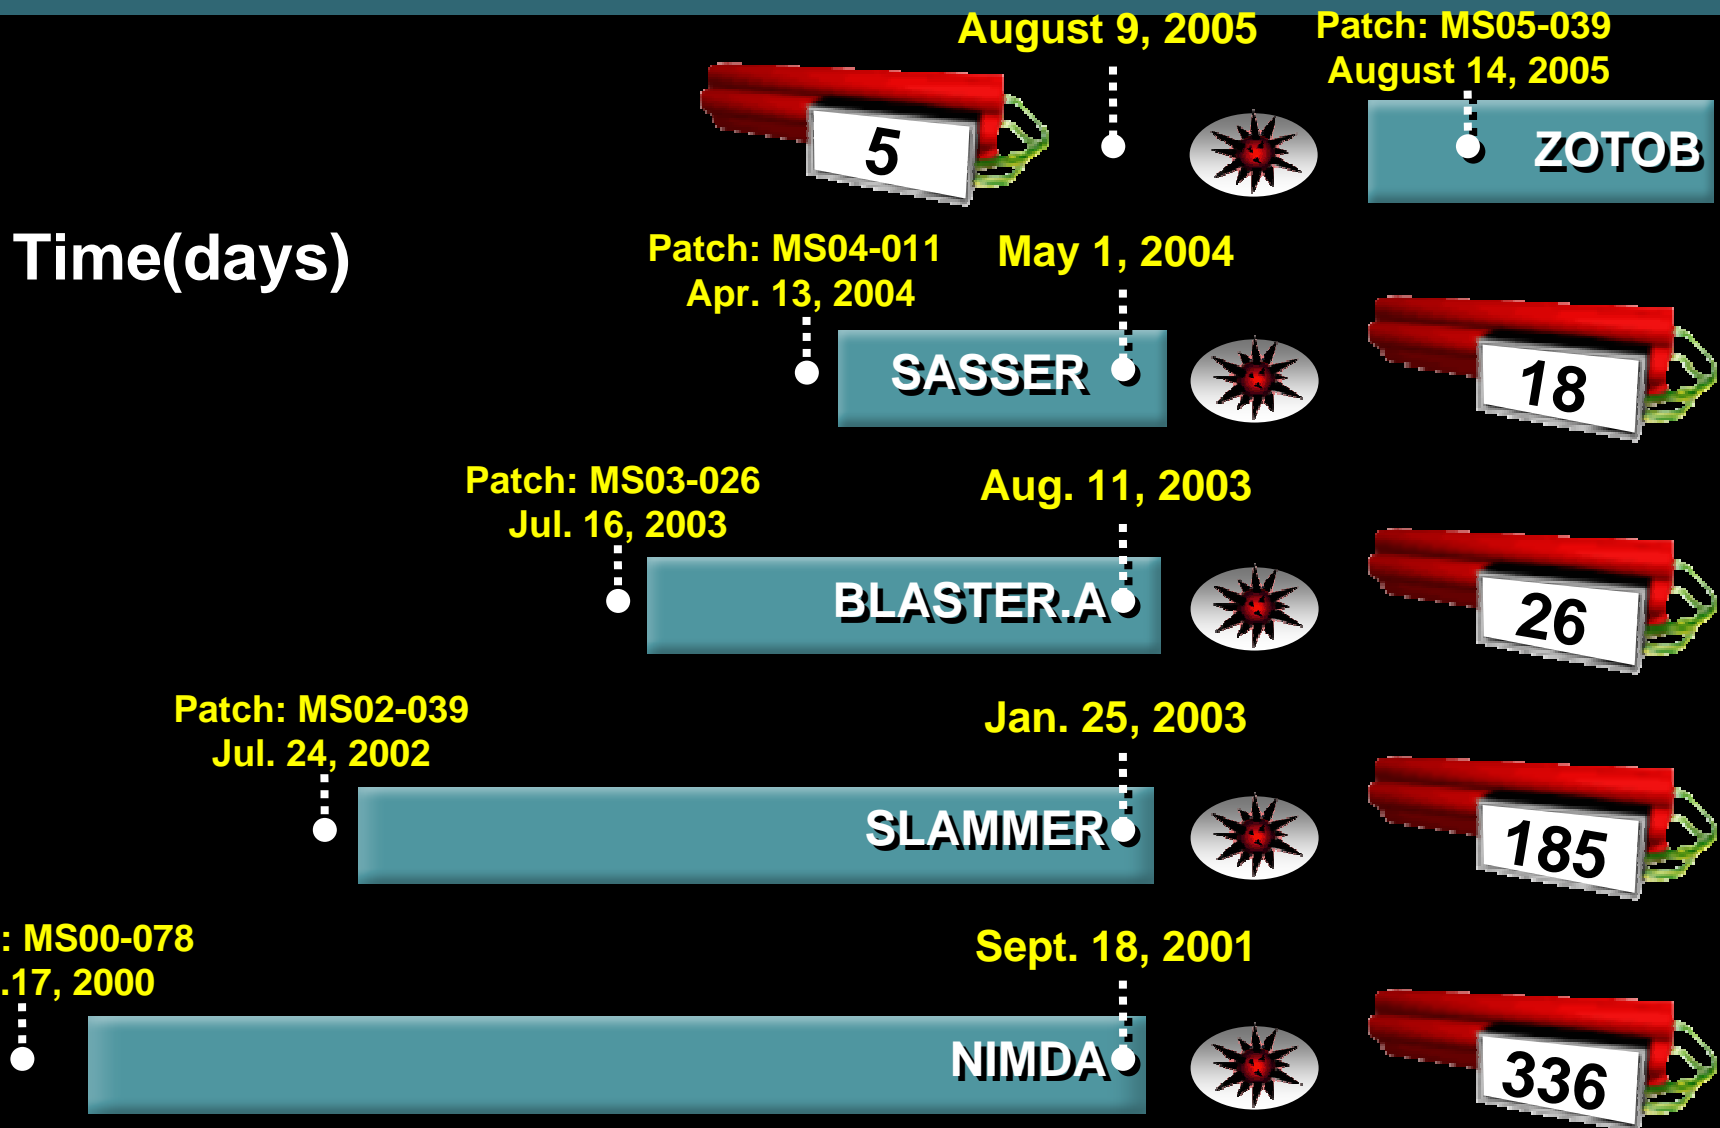 August 9, 2005
Patch: MS05-039
August 14, 2005
5
ZOTOB
Time(days)
Patch: MS04-011
Apr. 13, 2004
May 1, 2004
SASSER
18
Patch: MS03-026
Jul. 16, 2003
Aug. 11, 2003
BLASTER.A
26
Patch: MS02-039
Jul. 24, 2002
Jan. 25, 2003
SLAMMER
185
: MS00-078
.17, 2000
Sept. 18, 2001
NIMDA
336